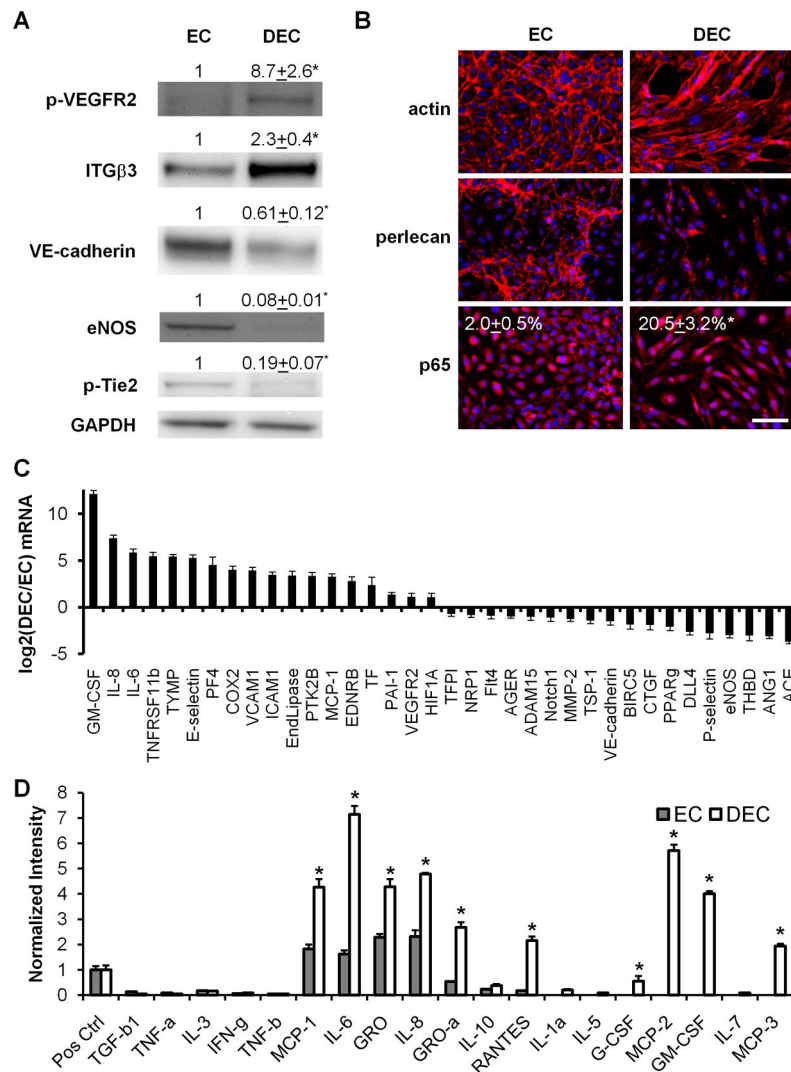 A
EC DEC
1 8.7±2.6*
p-VEGFR2
1 2.3±0.4*
ITGβ3
1 0.61±0.12*
VE-cadherin
1 0.08±0.01*
eNOS
1 0.19±0.07*
p-Tie2
GAPDH
B
EC DEC
actin
perlecan
2.0±0.5% 20.5±3.2%*
p65
C
log2(DEC/EC) mRNA
10
5
0
-5
GM-CSF
IL-8
IL-6
TNFRSF11b
TYMP
E-selectin
PF4
COX2
VCAM1
ICAM1
EndLipase
PTK2B
MCP-1
EDNRB
TF
PAI-1
VEGFR2
HIF1A
TFPI
NRP1
Flt4
AGER
ADAM15
Notch1
MMP-2
TSP-1
VE-cadherin
BIRC5
CTGF
PPARg
DLL4
P-selectin
eNOS
THBD
ANG1
ACE
D
Normalized Intensity
8
7
6
5
4
3
2
1
0
EC DEC
* * * * * * * * * *
Pos Ctrl
TGF-b1
TNF-a
IL-3
IFN-g
TNF-b
MCP-1
IL-6
GRO
IL-8
GRO-a
IL-10
RANTES
IL-1a
IL-5
G-CSF
MCP-2
GM-CSF
IL-7
MCP-3